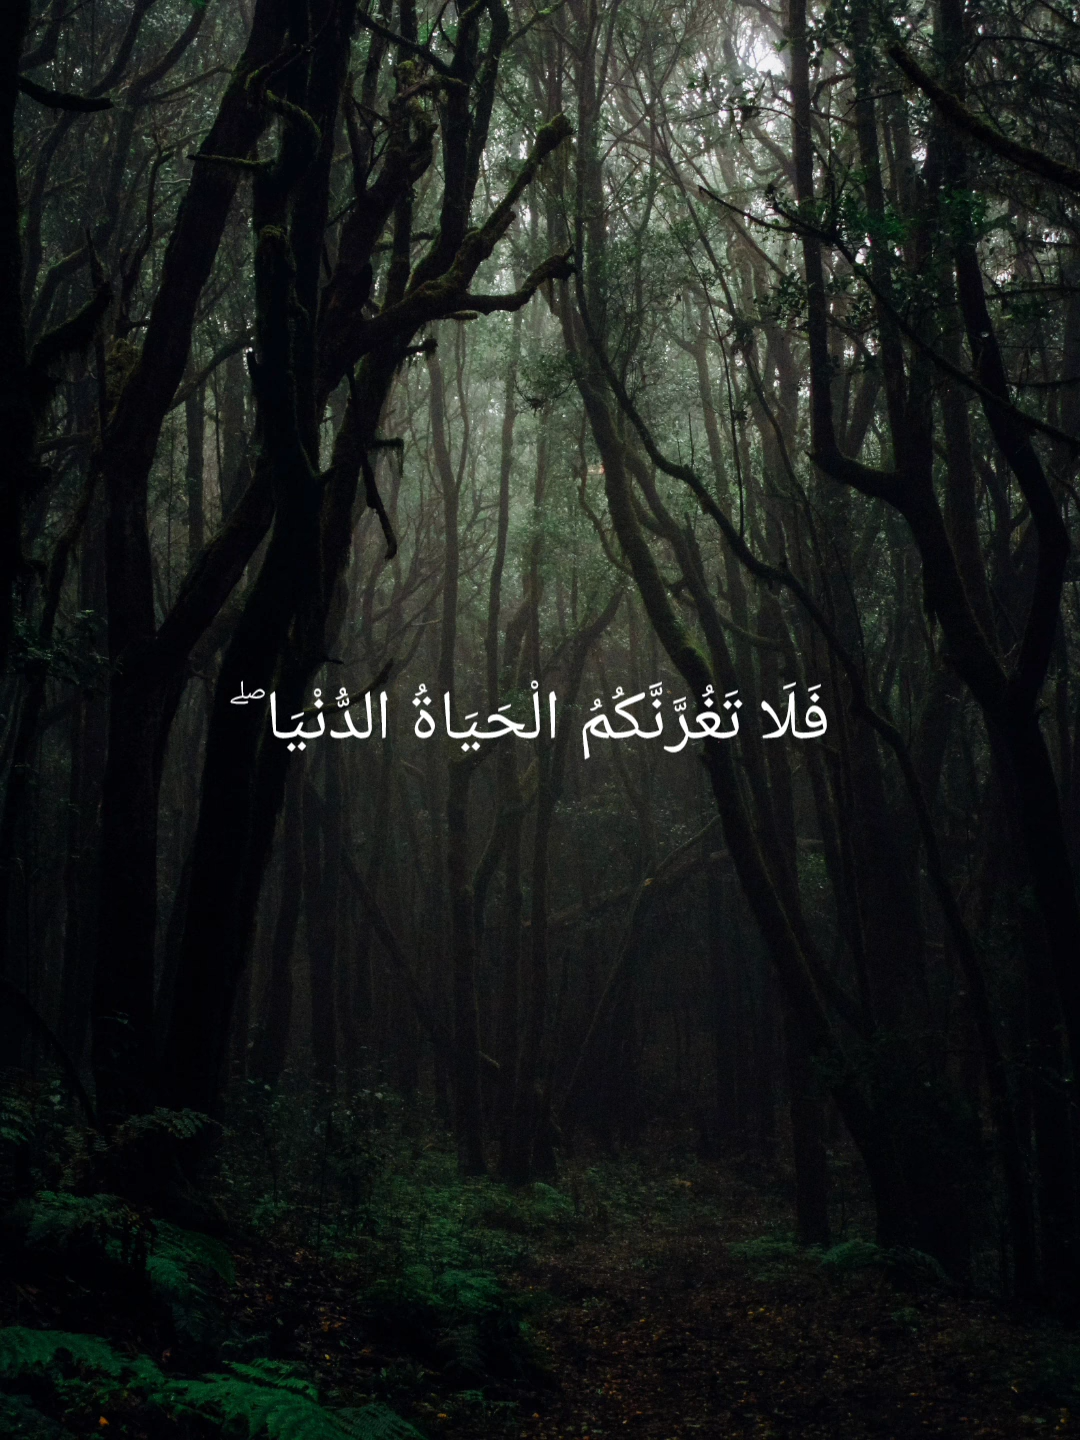 فَلَا تَغُرَّنَّكُمُ الْحَيَاةُ الدُّنْيَا ۖ